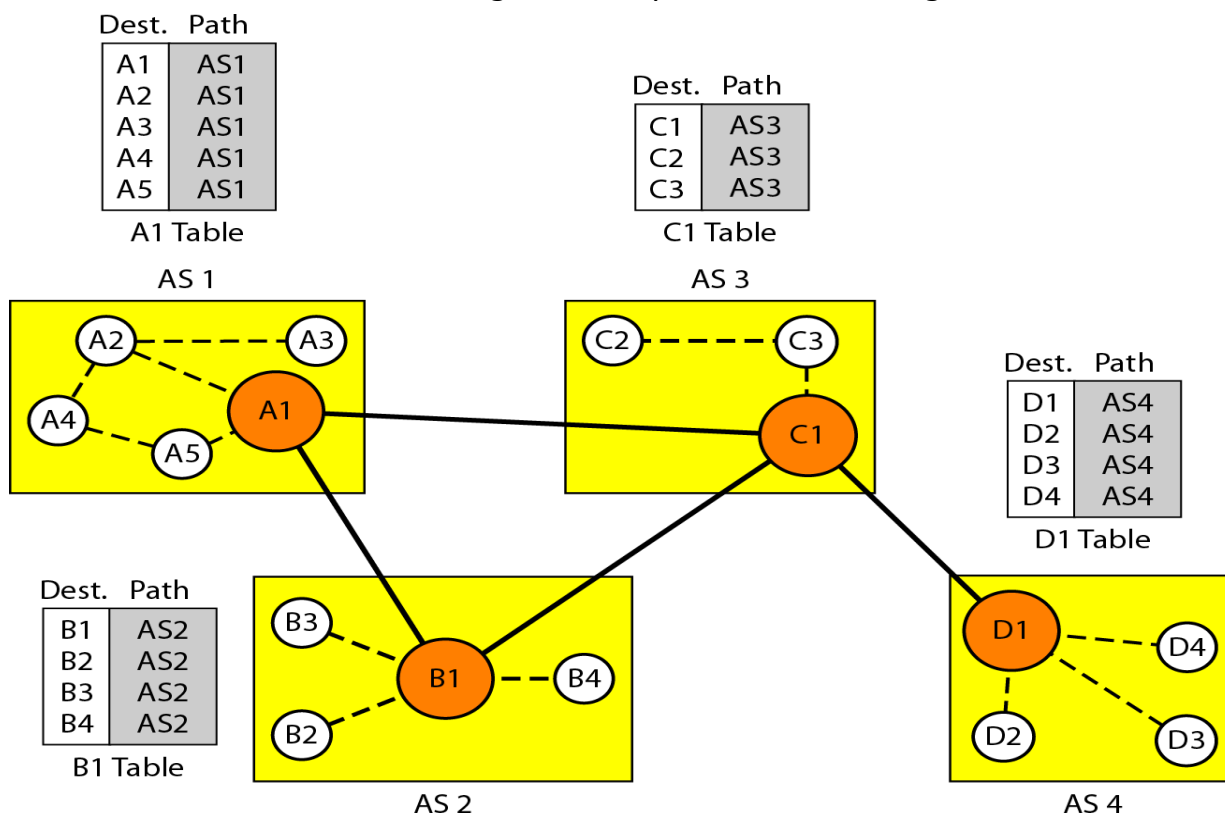 Dest. Path
A1 AS1
A2 AS1
A3 AS1
A4 AS1
A5 AS1
A1 Table
Dest. Path
C1 AS3
C2 AS3
C3 AS3
C1 Table
AS 1
A2
A3
A4
A1
A5
AS 3
C2
C3
C1
Dest. Path
D1 AS4
D2 AS4
D3 AS4
D4 AS4
D1 Table
Dest. Path
B1 AS2
B2 AS2
B3 AS2
B4 AS2
B1 Table
B3
B1
B4
B2
AS 2
D1
D4
D2
D3
AS 4